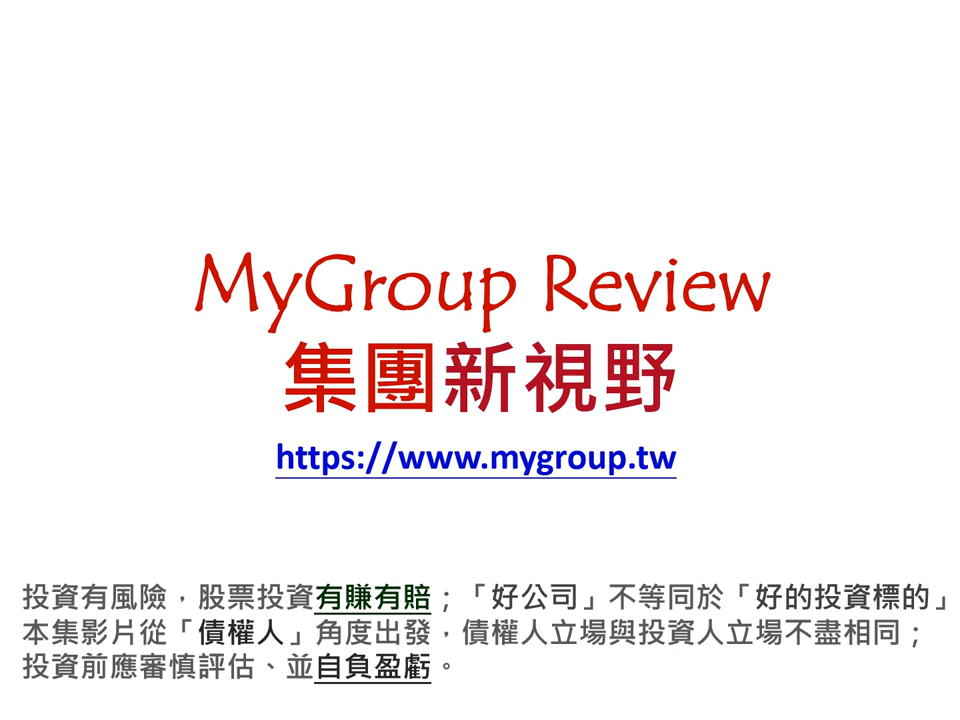 MyGroup Review
集團新視野
https://www.mygroup.tw
投資有風險，股票投資有賺有賠；「好公司」不等同於「好的投資標的」
本集影片從「債權人」角度出發，債權人立場與投資人立場不盡相同；
投資前應審慎評估、並自負盈虧。